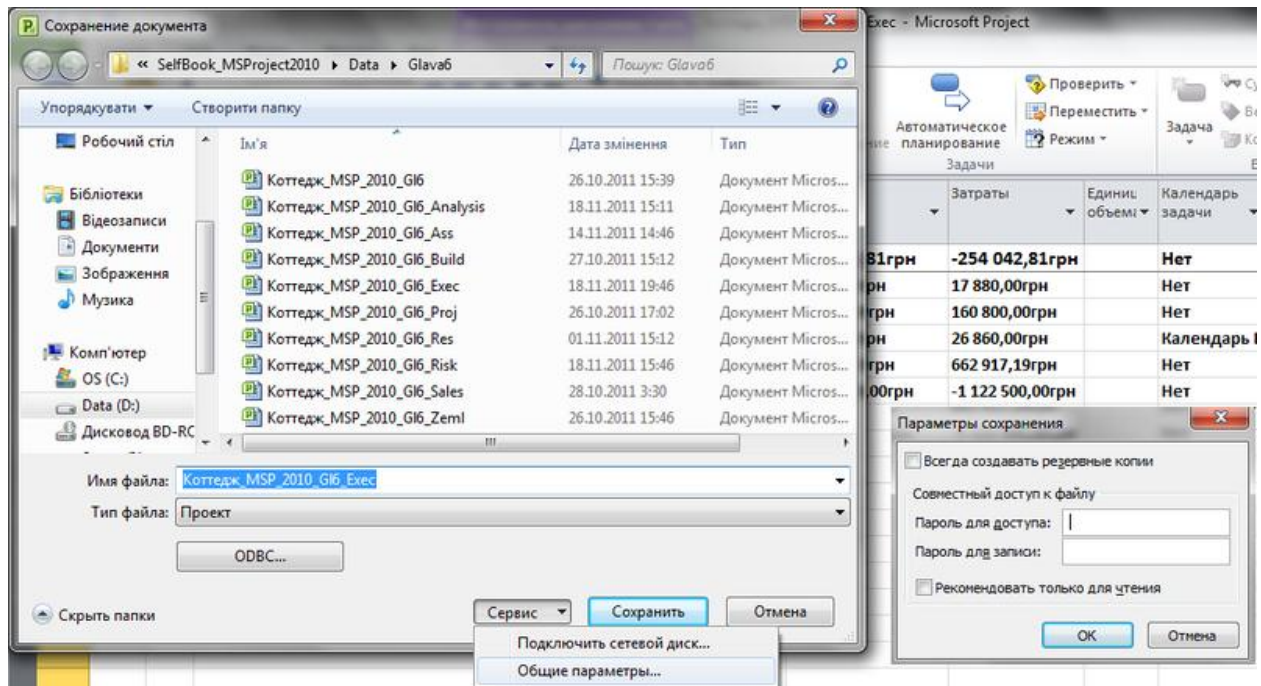 Сохранение документа
Exec - Microsoft Project
« SelfBook_MSProject2010 ▸ Data ▸ Glava6
Пошук: Glava6
Упорядкувати
Створити папку
Робочий стіл
Бібліотеки
Відеозаписи
Документи
Зображення
Музика
Комп'ютер
OS (C:)
Data (D:)
Дисковод BD-RC
Ім'я Дата змінення Тип
Коттедж_MSP_2010_Gl6 26.10.2011 15:39 Документ Micros...
Коттедж_MSP_2010_Gl6_Analysis 18.11.2011 15:11 Документ Micros...
Коттедж_MSP_2010_Gl6_Ass 14.11.2011 14:46 Документ Micros...
Коттедж_MSP_2010_Gl6_Build 27.10.2011 15:12 Документ Micros...
Коттедж_MSP_2010_Gl6_Exec 18.11.2011 19:46 Документ Micros...
Коттедж_MSP_2010_Gl6_Proj 26.10.2011 17:02 Документ Micros...
Коттедж_MSP_2010_Gl6_Res 01.11.2011 15:12 Документ Micros...
Коттедж_MSP_2010_Gl6_Risk 18.11.2011 15:46 Документ Micros...
Коттедж_MSP_2010_Gl6_Sales 28.10.2011 3:30 Документ Micros...
Коттедж_MSP_2010_Gl6_Zeml 26.10.2011 15:46 Документ Micros...
Имя файла: Коттедж_MSP_2010_Gl6_Exec
Тип файла: Проект
ODBC...
Скрыть папки
Сервис
Сохранить
Отмена
Подключить сетевой диск...
Общие параметры...
Автоматическое
планирование
Проверить
Переместить
Режим
Задача
Задачи
Затраты
Единиц
объема
Календарь
задачи
81грн -254 042,81грн Нет
рн 17 880,00грн Нет
грн 160 800,00грн Нет
рн 26 860,00грн Календарь
грн 662 917,19грн Нет
,00грн -1 122 500,00грн Нет
Параметры сохранения
Всегда создавать резервные копии
Совместный доступ к файлу
Пароль для доступа:
Пароль для записи:
Рекомендовать только для чтения
OK
Отмена